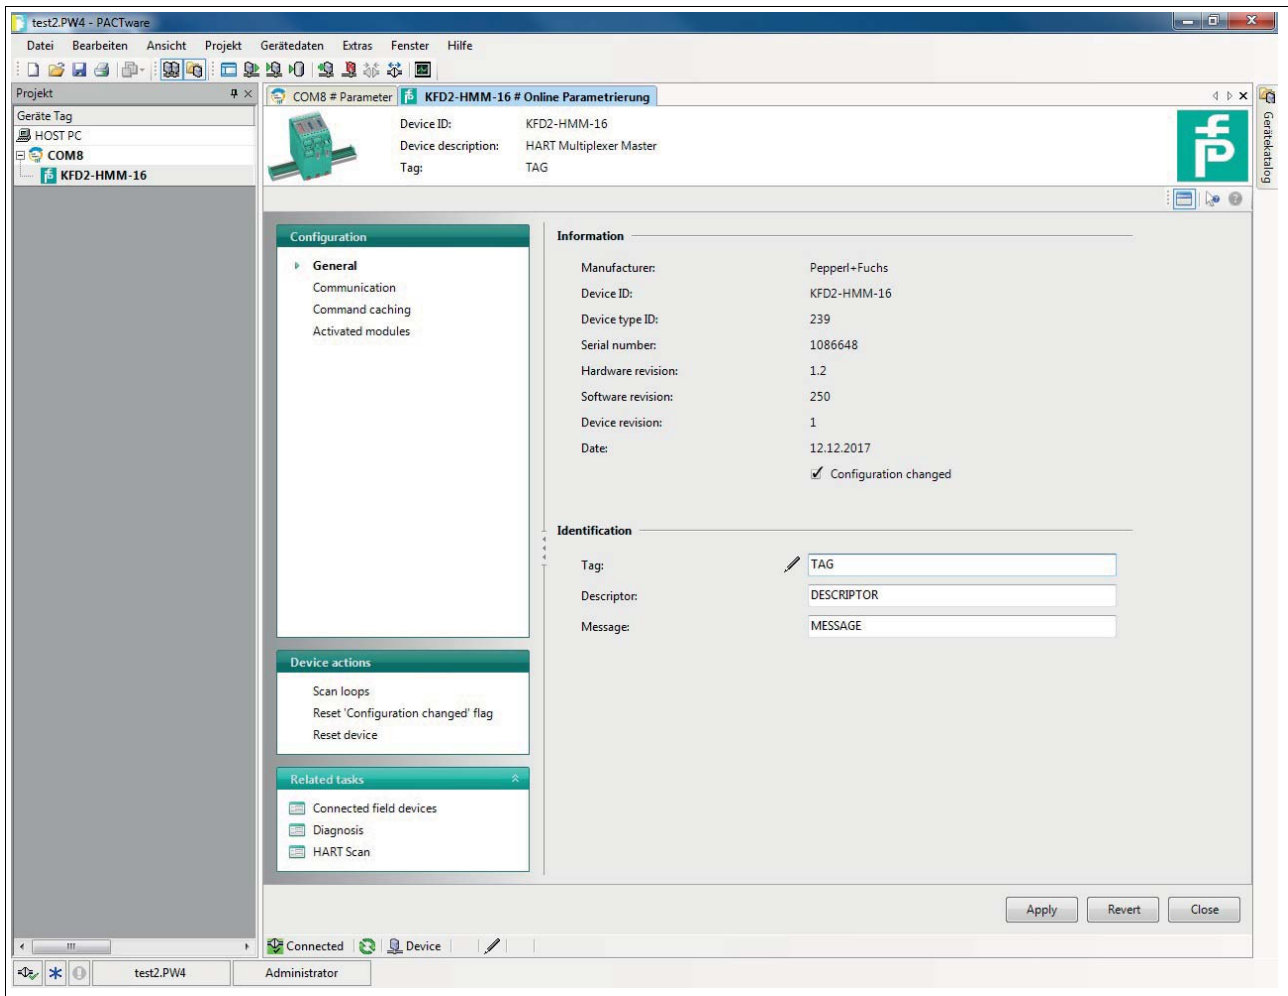 test2.PW4 - PACTware
Datei Bearbeiten Ansicht Projekt Gerätedaten Extras Fenster Hilfe
Projekt
Geräte Tag
HOST PC
COM8
KFD2-HMM-16
COM8 # Parameter
KFD2-HMM-16 # Online Parametrierung
Device ID: KFD2-HMM-16
Device description: HART Multiplexer Master
Tag: TAG
Gerätekatalog
Configuration
General
Communication
Command caching
Activated modules
Device actions
Scan loops
Reset 'Configuration changed' flag
Reset device
Related tasks
Connected field devices
Diagnosis
HART Scan
Information
Manufacturer: Pepperl+Fuchs
Device ID: KFD2-HMM-16
Device type ID: 239
Serial number: 1086648
Hardware revision: 1.2
Software revision: 250
Device revision: 1
Date: 12.12.2017
Configuration changed
Identification
Tag: TAG
Descriptor: DESCRIPTOR
Message: MESSAGE
Apply Revert Close
Connected Device
test2.PW4 Administrator